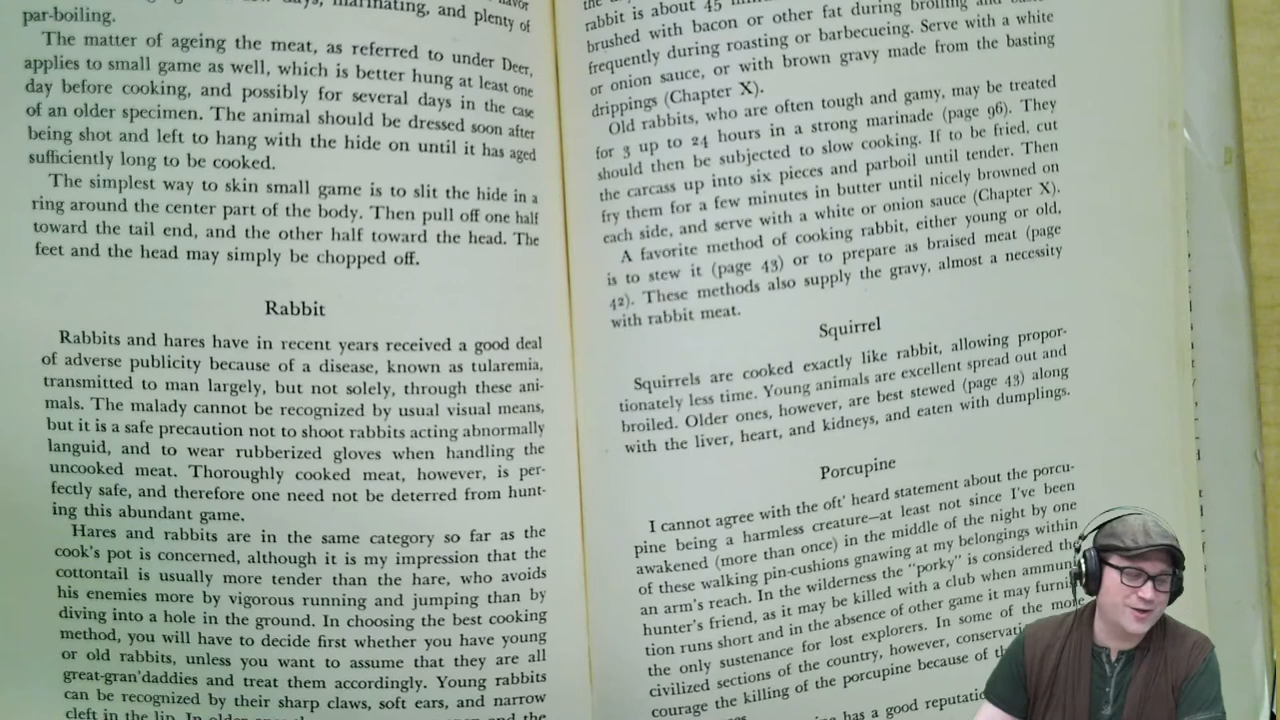 days, marinating, and plenty of
par-boiling.
The matter of ageing the meat, as referred to under Deer,
applies to small game as well, which is better hung at least one
day before cooking, and possibly for several days in the case
of an older specimen. The animal should be dressed soon after
being shot and left to hang with the hide on until it has aged
sufficiently long to be cooked.
The simplest way to skin small game is to slit the hide in a
ring around the center part of the body. Then pull off one half
toward the tail end, and the other half toward the head. The
feet and the head may simply be chopped off.
Rabbit
Rabbits and hares have in recent years received a good deal
of adverse publicity because of a disease, known as tularemia,
transmitted to man largely, but not solely, through these ani-
mals. The malady cannot be recognized by usual visual means,
but it is a safe precaution not to shoot rabbits acting abnormally
languid, and to wear rubberized gloves when handling the
uncooked meat. Thoroughly cooked meat, however, is per-
fectly safe, and therefore one need not be deterred from hunt-
ing this abundant game.
Hares and rabbits are in the same category so far as the
cook's pot is concerned, although it is my impression that the
cottontail is usually more tender than the hare, who avoids
his enemies more by vigorous running and jumping than by
diving into a hole in the ground. In choosing the best cooking
method, you will have to decide first whether you have young
or old rabbits, unless you want to assume that they are all
great-gran'daddies and treat them accordingly. Young rabbits
can be recognized by their sharp claws, soft ears, and narrow
cleft in the lip. In older and the
rabbit is about 45
brushed with bacon or other fat during broiling and
frequently during roasting or barbecueing. Serve with a white
or onion sauce, or with brown gravy made from the basting
drippings (Chapter X).
Old rabbits, who are often tough and gamy, may be treated
for 3 up to 24 hours in a strong marinade (page 96). They
should then be subjected to slow cooking. If to be fried, cut
the carcass up into six pieces and parboil until tender. Then
fry them for a few minutes in butter until nicely browned on
each side, and serve with a white or onion sauce (Chapter X).
A favorite method of cooking rabbit, either young or old,
is to stew it (page 43) or to prepare as braised meat (page
42). These methods also supply the gravy, almost a necessity
with rabbit meat.
Squirrel
Squirrels are cooked exactly like rabbit, allowing propor-
tionately less time. Young animals are excellent spread out and
broiled. Older ones, however, are best stewed (page 43) along
with the liver, heart, and kidneys, and eaten with dumplings.
Porcupine
I cannot agree with the oft' heard statement about the porcu-
pine being a harmless creature—at least not since I've been
awakened (more than once) in the middle of the night by one
of these walking pin-cushions gnawing at my belongings within
an arm's reach. In the wilderness the "porky" is considered the
hunter's friend, as it may be killed with a club when ammuni
tion runs short and in the absence of other game it may furni
the only sustenance for lost explorers. In some of the more
civilized sections of the country, however, conservati
courage the killing of the porcupine because of th
has a good reputatio